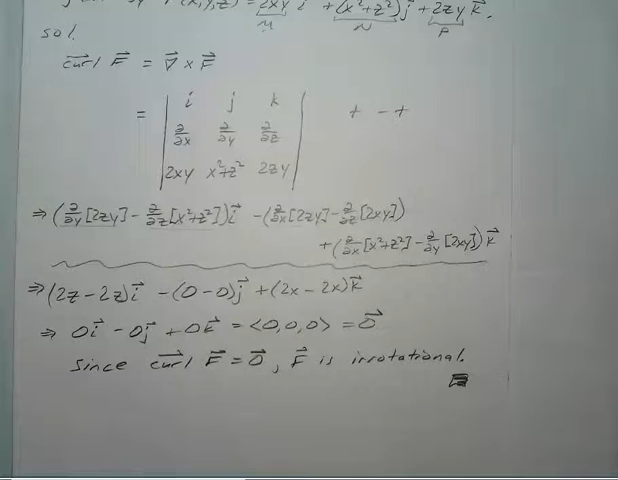 F(x,y,z) = 2xy i + (x²+z²) j + 2zy k.
M N P
sol.
curl F⃗ = ∇⃗ × F⃗
= | i j k | + - +
∂/∂x ∂/∂y ∂/∂z
2xy x²+z² 2zy
⇒ (∂/∂y[2zy] - ∂/∂z[x²+z²]) i⃗ - (∂/∂x[2zy] - ∂/∂z[2xy])
+ (∂/∂x[x²+z²] - ∂/∂y[2xy]) k⃗
⇒ (2z - 2z) i⃗ - (0 - 0) j⃗ + (2x - 2x) k⃗
⇒ 0i⃗ - 0j⃗ + 0k⃗ = <0,0,0> = 0⃗
Since curl F⃗ = 0⃗, F⃗ is irrotational.